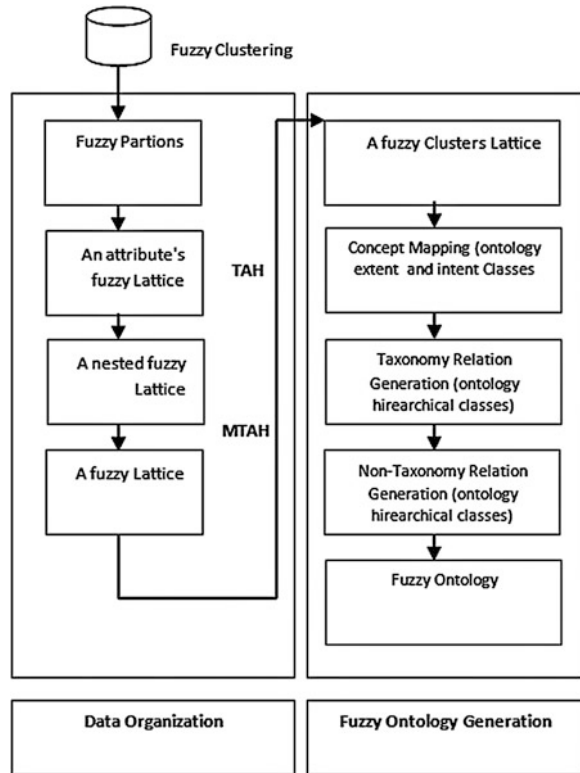 Fuzzy Clustering
Fuzzy Partions
An attribute's
fuzzy Lattice
A nested fuzzy
Lattice
A fuzzy Lattice
TAH
MTAH
A fuzzy Clusters Lattice
Concept Mapping (ontology
extent and intent Classes
Taxonomy Relation
Generation (ontology
hirearchical classes)
Non-Taxonomy Relation
Generation (ontology
hirearchical classes)
Fuzzy Ontology
Data Organization
Fuzzy Ontology Generation